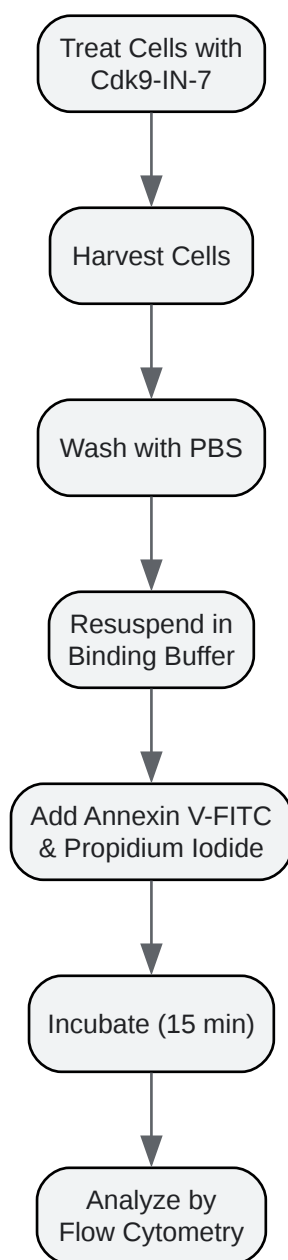 Treat Cells with
Cdk9-IN-7
Harvest Cells
Wash with PBS
Resuspend in
Binding Buffer
Add Annexin V-FITC
& Propidium Iodide
Incubate (15 min)
Analyze by
Flow Cytometry